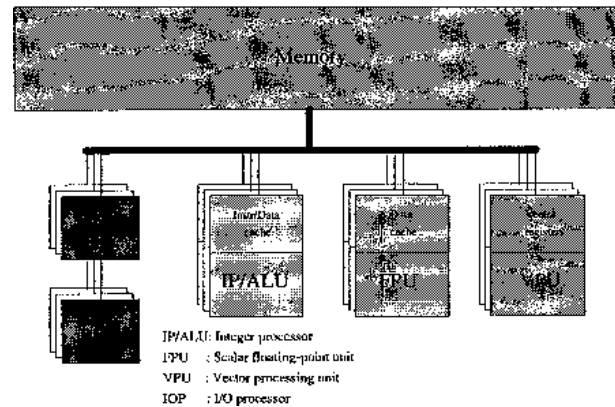 Memory
Instr/Data
cache
Data
cache
IP/ALU
FPU
VPU
IP/ALU: Integer processor
FPU : Scalar floating-point unit
VPU : Vector processing unit
IOP : I/O processor